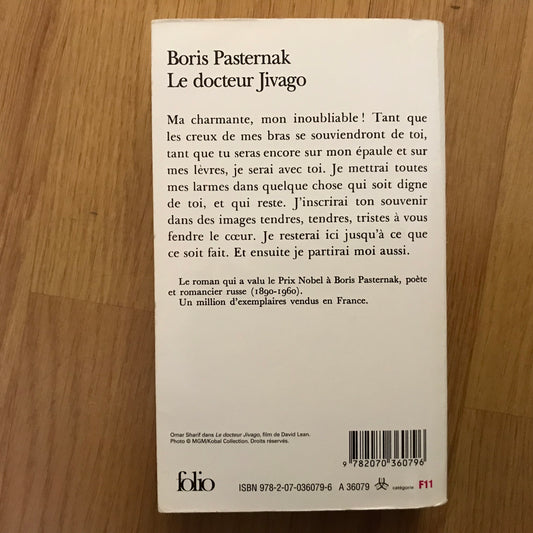 Boris Pasternak
Le docteur Jivago
Ma charmante, mon inoubliable ! Tant que
les creux de mes bras se souviendront de toi,
tant que tu seras encore sur mon épaule et sur
mes lèvres, je serai avec toi. Je mettrai toutes
mes larmes dans quelque chose qui soit digne
de toi, et qui reste. J'inscrirai ton souvenir
dans des images tendres, tendres, tristes à vous
fendre le cœur. Je resterai ici jusqu'à ce que
ce soit fait. Et ensuite je partirai moi aussi.
Le roman qui a valu le Prix Nobel à Boris Pasternak, poète
et romancier russe (1890-1960).
Un million d'exemplaires vendus en France.
Omar Sharif dans Le docteur Jivago, film de David Lean.
Photo © MGM/Kobal Collection. Droits réservés.
9 782070 360796
folio
ISBN 978-2-07-036079-6 A 36079 catégorie F11